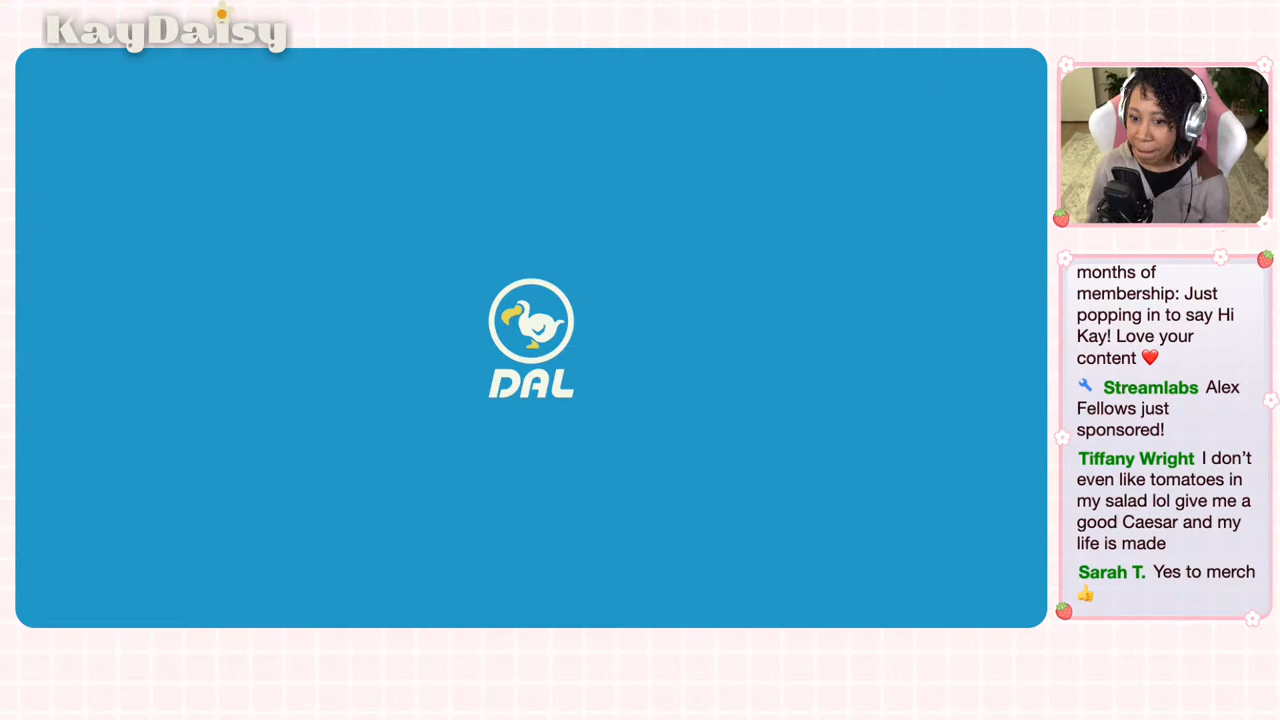 KayDaisy
DAL
months of
membership: Just
popping in to say Hi
Kay! Love your
content ❤️
Streamlabs Alex
Fellows just
sponsored!
Tiffany Wright I don’t
even like tomatoes in
my salad lol give me a
good Caesar and my
life is made
Sarah T. Yes to merch
👍